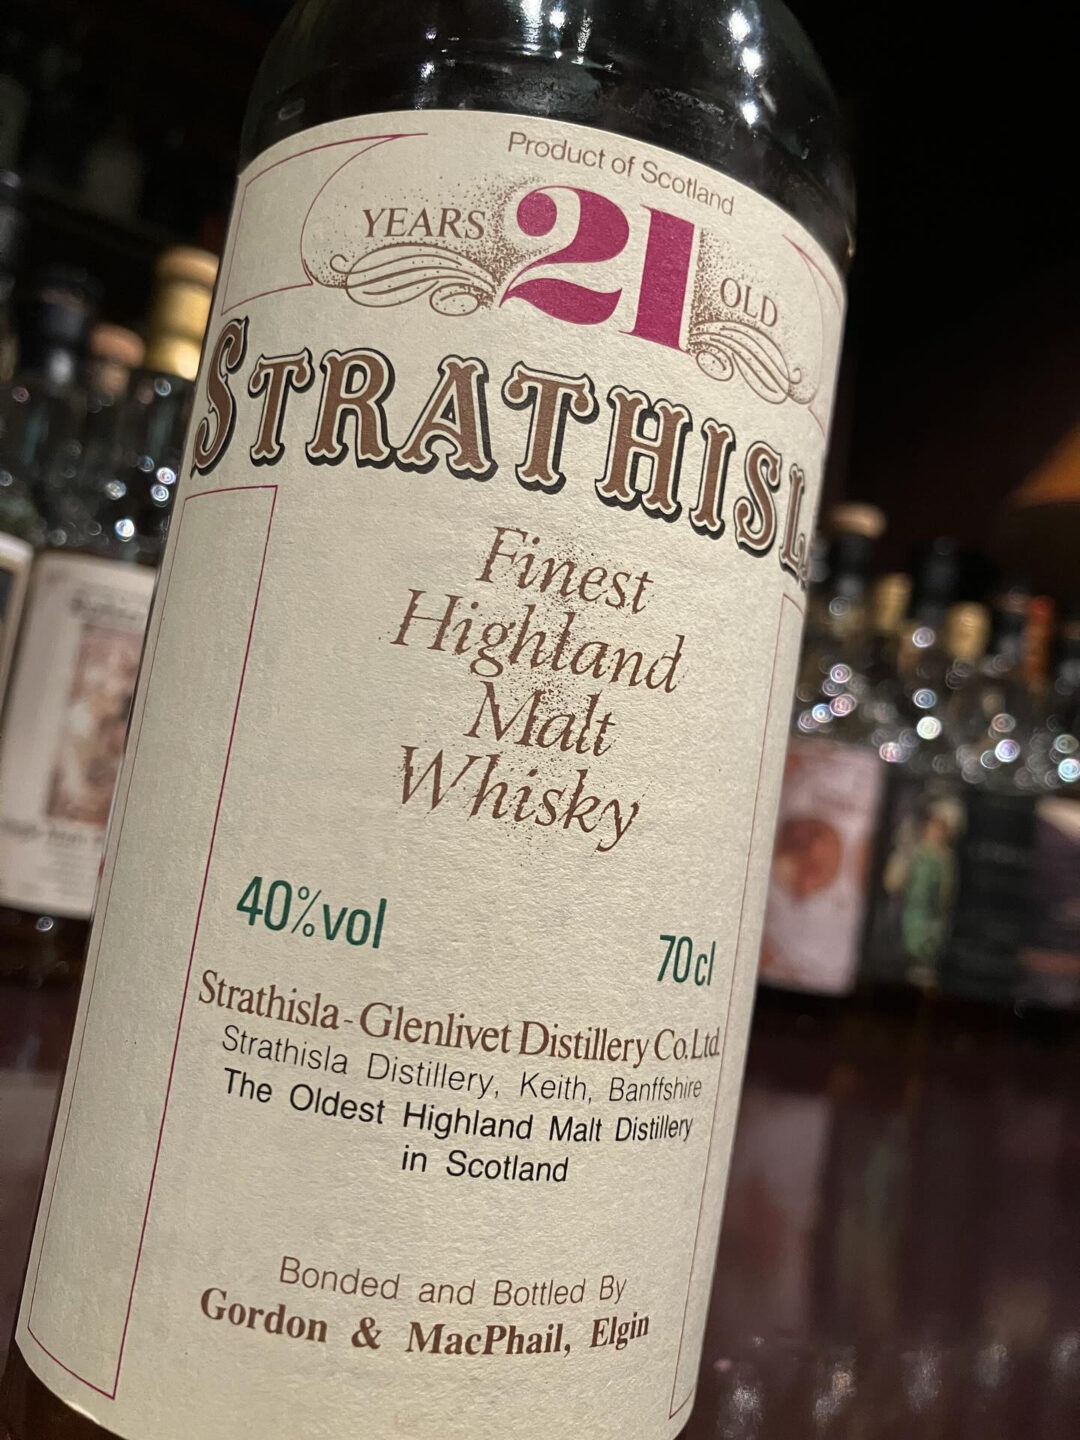 Product of Scotland
YEARS 21 OLD
STRATHISL
Finest
Highland
Malt
Whisky
40%vol 70cl
Strathisla-Glenlivet Distillery Co.Ltd.
Strathisla Distillery, Keith, Banffshire
The Oldest Highland Malt Distillery
in Scotland
Bonded and Bottled By
Gordon & MacPhail, Elgin